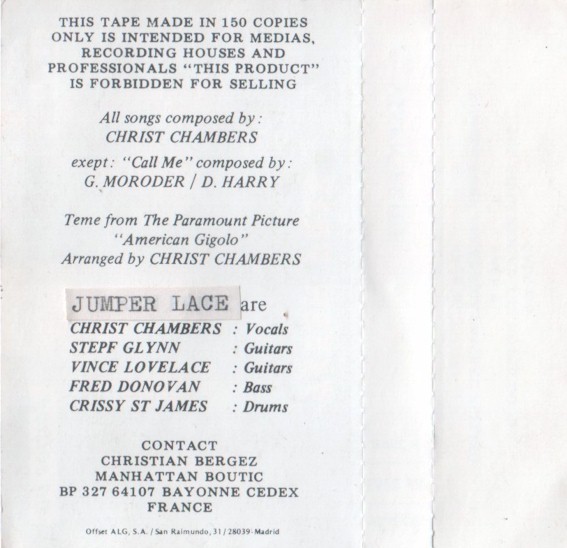 THIS TAPE MADE IN 150 COPIES
ONLY IS INTENDED FOR MEDIAS,
RECORDING HOUSES AND
PROFESSIONALS "THIS PRODUCT"
IS FORBIDDEN FOR SELLING
All songs composed by :
CHRIST CHAMBERS
exept : "Call Me" composed by :
G. MORODER / D. HARRY
Teme from The Paramount Picture
"American Gigolo"
Arranged by CHRIST CHAMBERS
JUMPER LACE are
CHRIST CHAMBERS : Vocals
STEPF GLYNN : Guitars
VINCE LOVELACE : Guitars
FRED DONOVAN : Bass
CRISSY ST JAMES : Drums
CONTACT
CHRISTIAN BERGEZ
MANHATTAN BOUTIC
BP 327 64107 BAYONNE CEDEX
FRANCE
Offset ALG, S.A. / San Raimundo, 31 / 28039-Madrid